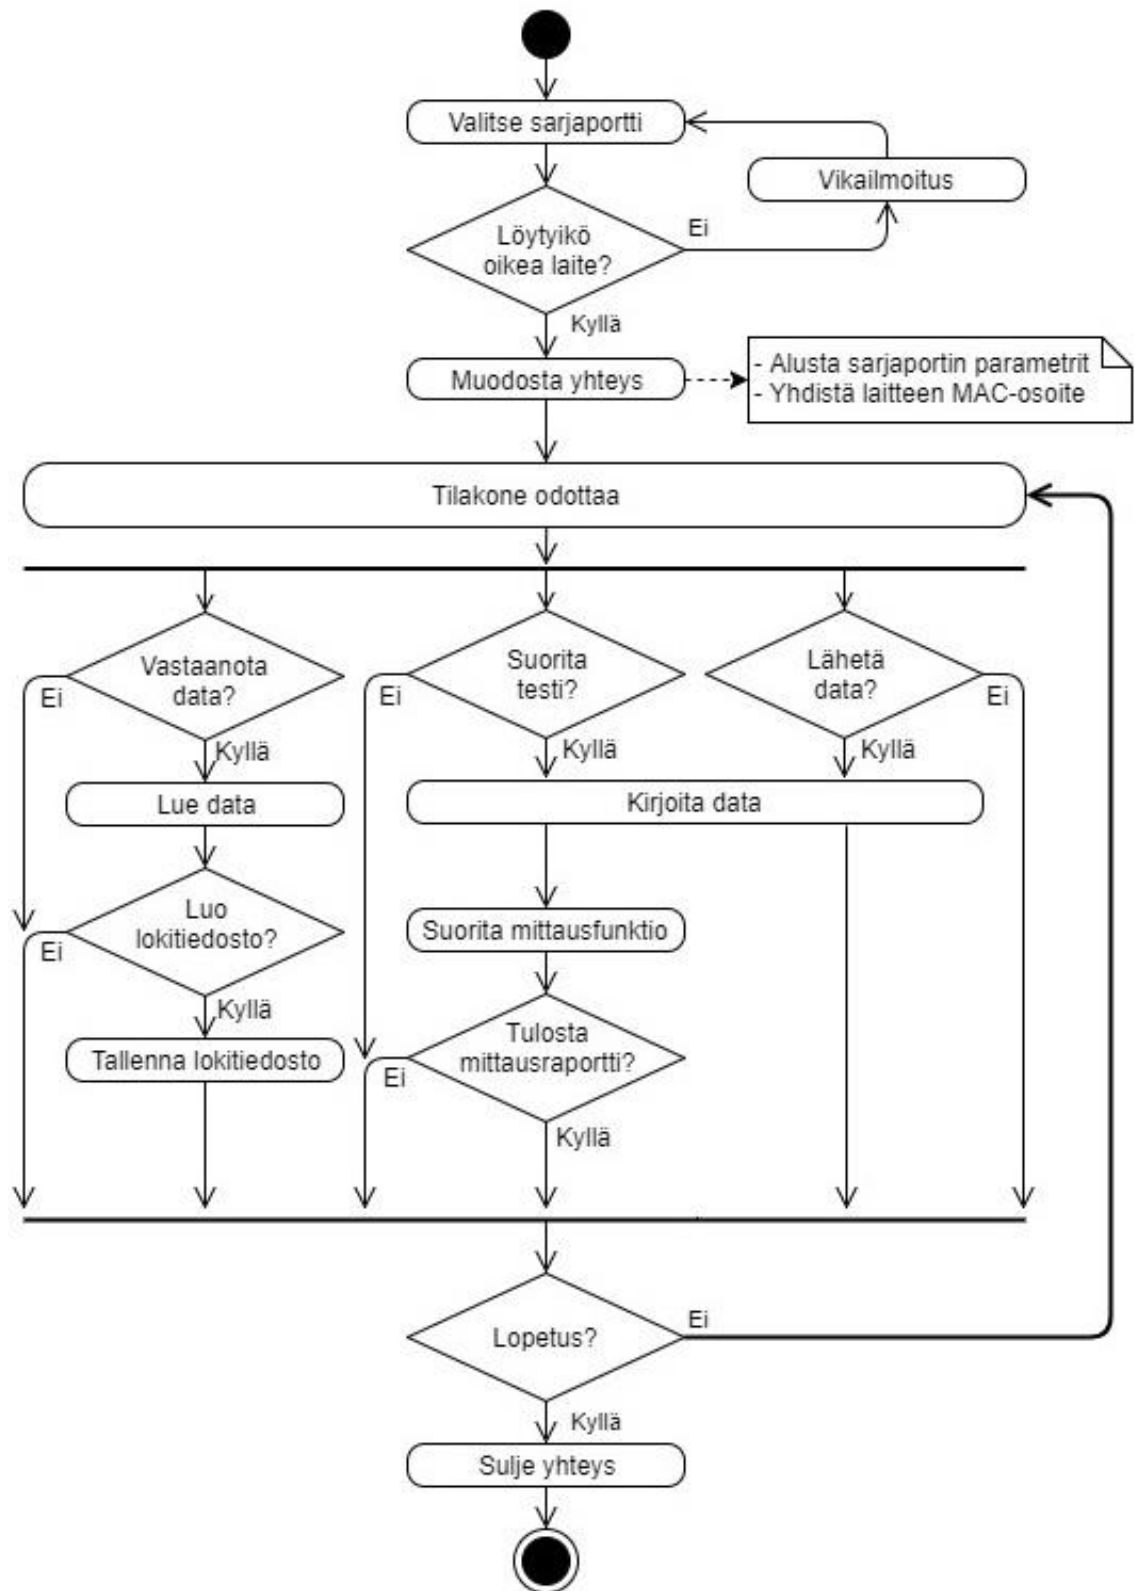 Valitse sarjaportti
Vikailmoitus
Löytyikö
oikea laite?
Ei
Kyllä
Muodosta yhteys
- Alusta sarjaportin parametrit
- Yhdistä laitteen MAC-osoite
Tilakone odottaa
Vastaanota
data?
Ei
Kyllä
Suorita
testi?
Ei
Kyllä
Lähetä
data?
Ei
Kyllä
Lue data
Kirjoita data
Luo
lokitiedosto?
Ei
Kyllä
Suorita mittausfunktio
Tallenna lokitiedosto
Tulosta
mittausraportti?
Ei
Kyllä
Lopetus?
Ei
Kyllä
Sulje yhteys